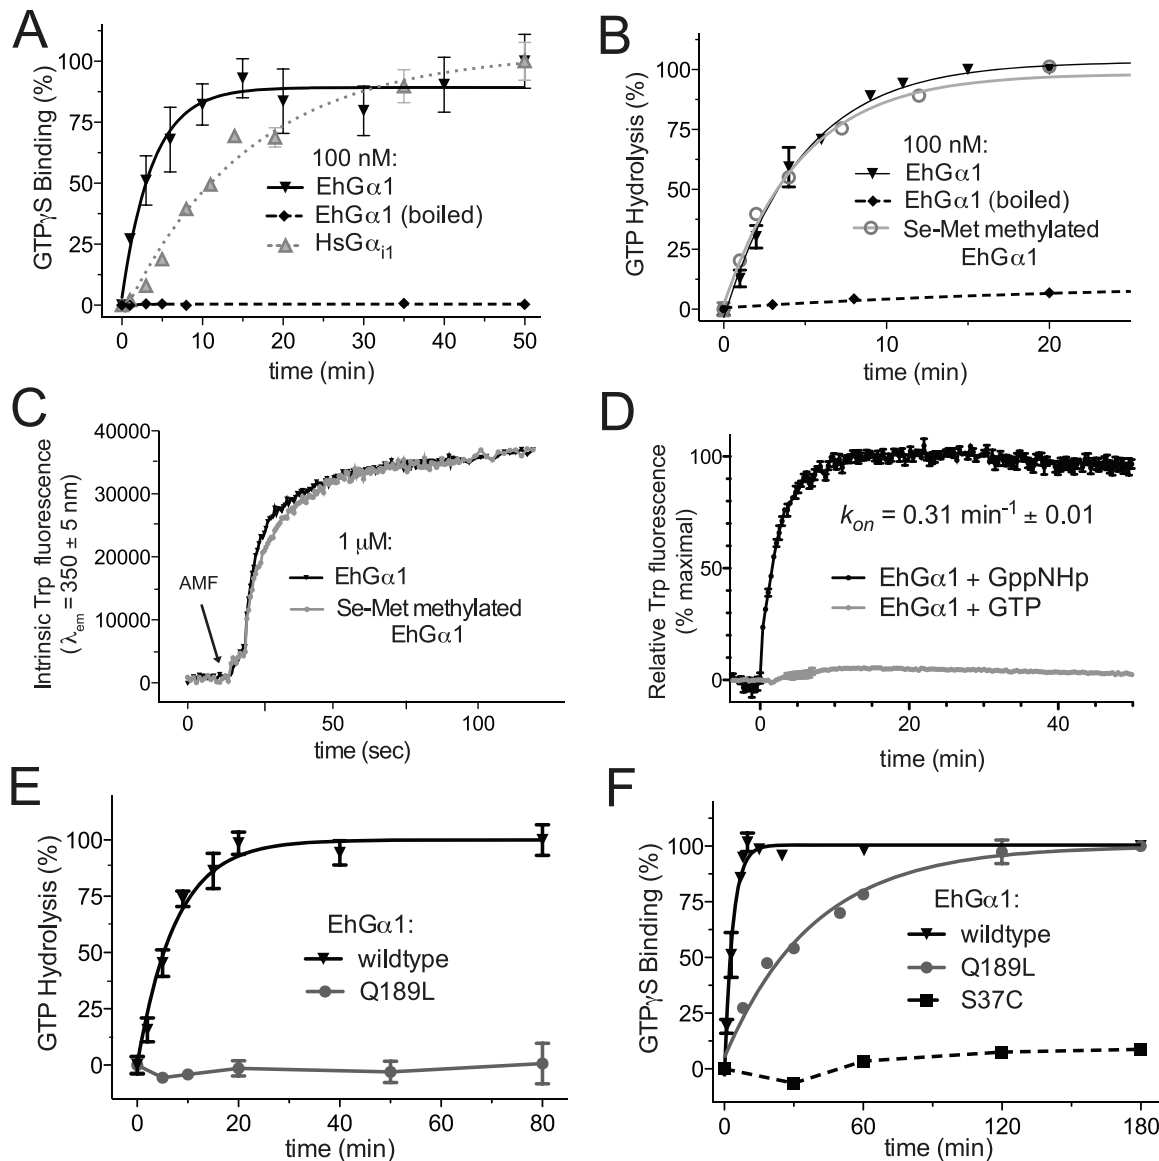 A
GTPγS Binding (%)
100
75
50
25
0
100 nM:
EhGα1
EhGα1 (boiled)
HsGαi1
0 10 20 30 40 50
time (min)
B
GTP Hydrolysis (%)
100
75
50
25
0
100 nM:
EhGα1
EhGα1 (boiled)
Se-Met methylated
EhGα1
0 10 20
time (min)
C
Intrinsic Trp fluorescence
(λem = 350 ± 5 nm)
40000
30000
20000
10000
0
AMF
1 μM:
EhGα1
Se-Met methylated
EhGα1
0 50 100
time (sec)
D
Relative Trp fluorescence
(% maximal)
100
50
0
kon = 0.31 min-1 ± 0.01
EhGα1 + GppNHp
EhGα1 + GTP
0 20 40
time (min)
E
GTP Hydrolysis (%)
100
75
50
25
0
EhGα1:
wildtype
Q189L
0 20 40 60 80
time (min)
F
GTPγS Binding (%)
100
75
50
25
0
EhGα1:
wildtype
Q189L
S37C
0 60 120 180
time (min)